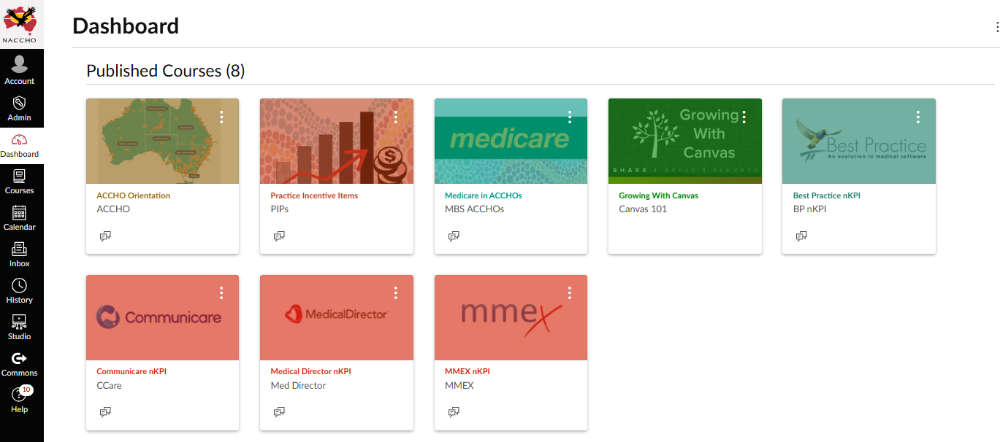 NACCHO
Account
Admin
Dashboard
Courses
Calendar
Inbox
History
Studio
Commons
10
Help
Dashboard
Published Courses (8)
ACCHO Orientation
ACCHO
$
Practice Incentive Items
PIPs
medicare
Medicare in ACCHOs
MBS ACCHOs
Growing
With
Canvas
SHARE | APPLY | ELEVATE
Growing With Canvas
Canvas 101
Best Practice
An evolution in medical software
Best Practice nKPI
BP nKPI
Communicare
Communicare nKPI
CCare
MedicalDirector
Medical Director nKPI
Med Director
mmex
MMEX nKPI
MMEX